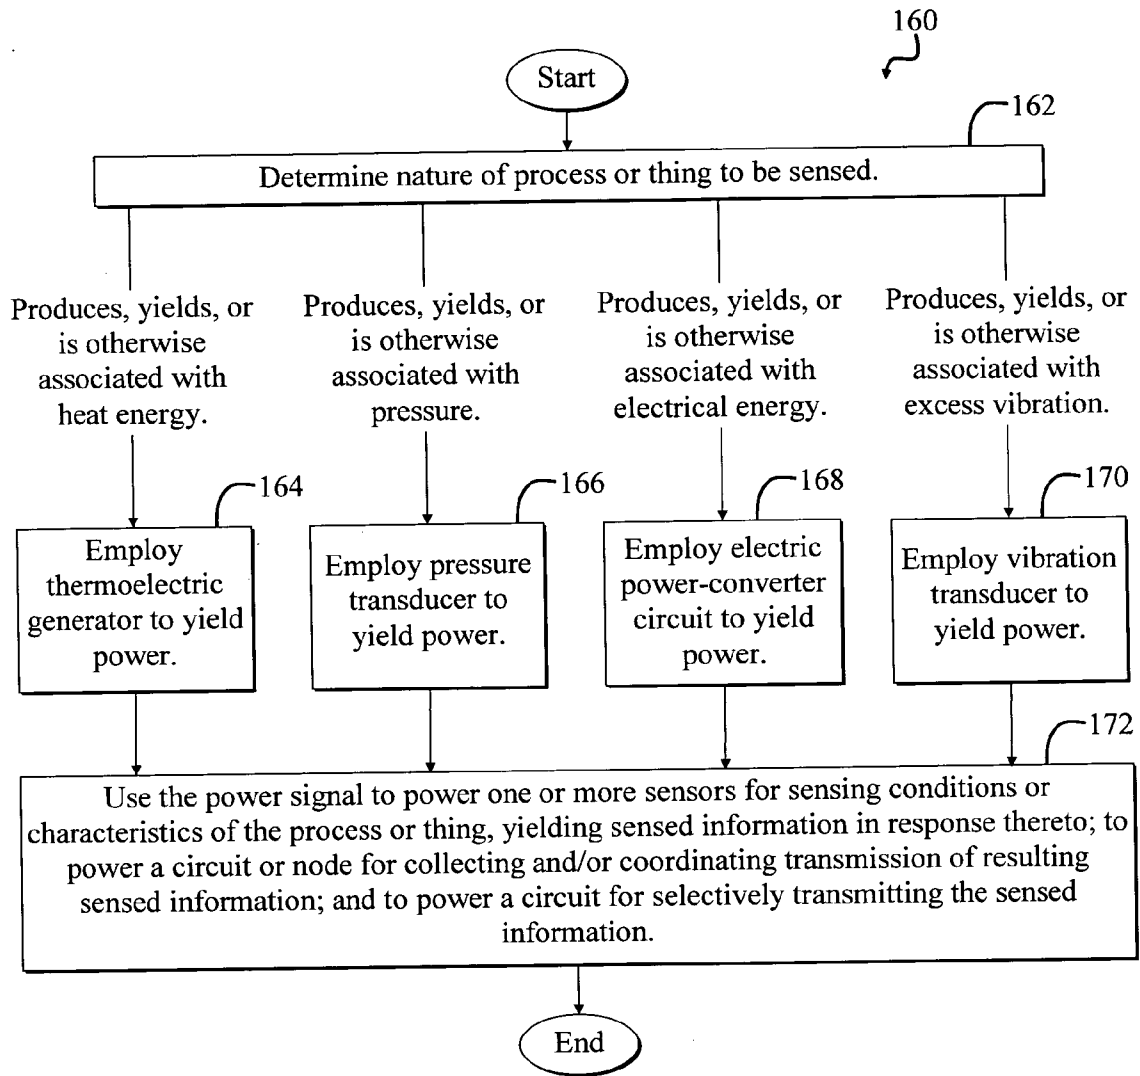 160
Start
162
Determine nature of process or thing to be sensed.
Produces, yields, or
is otherwise
associated with
heat energy.
Produces, yields, or
is otherwise
associated with
pressure.
Produces, yields, or
is otherwise
associated with
electrical energy.
Produces, yields, or
is otherwise
associated with
excess vibration.
164
Employ
thermoelectric
generator to yield
power.
166
Employ pressure
transducer to
yield power.
168
Employ electric
power-converter
circuit to yield
power.
170
Employ vibration
transducer to
yield power.
172
Use the power signal to power one or more sensors for sensing conditions or
characteristics of the process or thing, yielding sensed information in response thereto; to
power a circuit or node for collecting and/or coordinating transmission of resulting
sensed information; and to power a circuit for selectively transmitting the sensed
information.
End